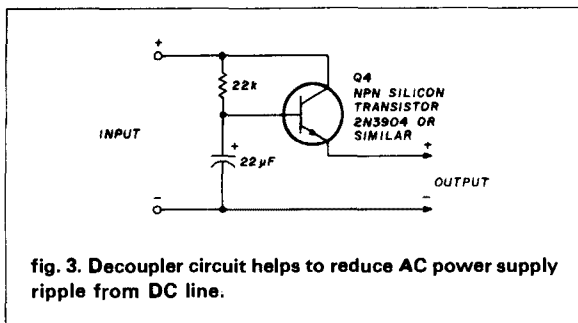 +
22k
Q4
NPN SILICON
TRANSISTOR
2N3904 OR
SIMILAR
INPUT
+
22µF
+
−
OUTPUT
−
fig. 3. Decoupler circuit helps to reduce AC power supply
ripple from DC line.